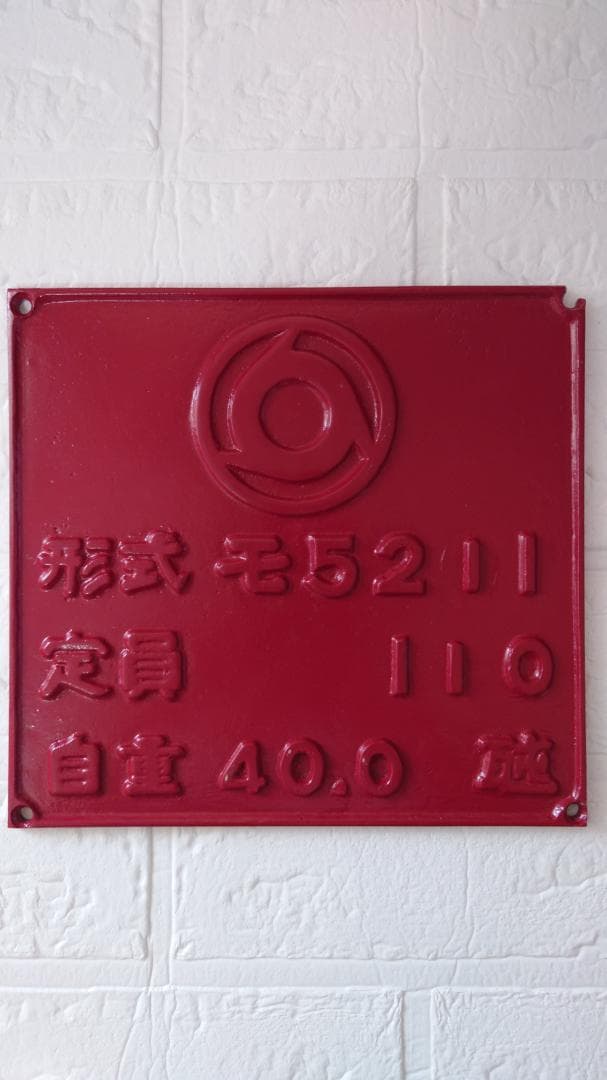 形式 モ5211
定員 110
自重 40.0 瓲